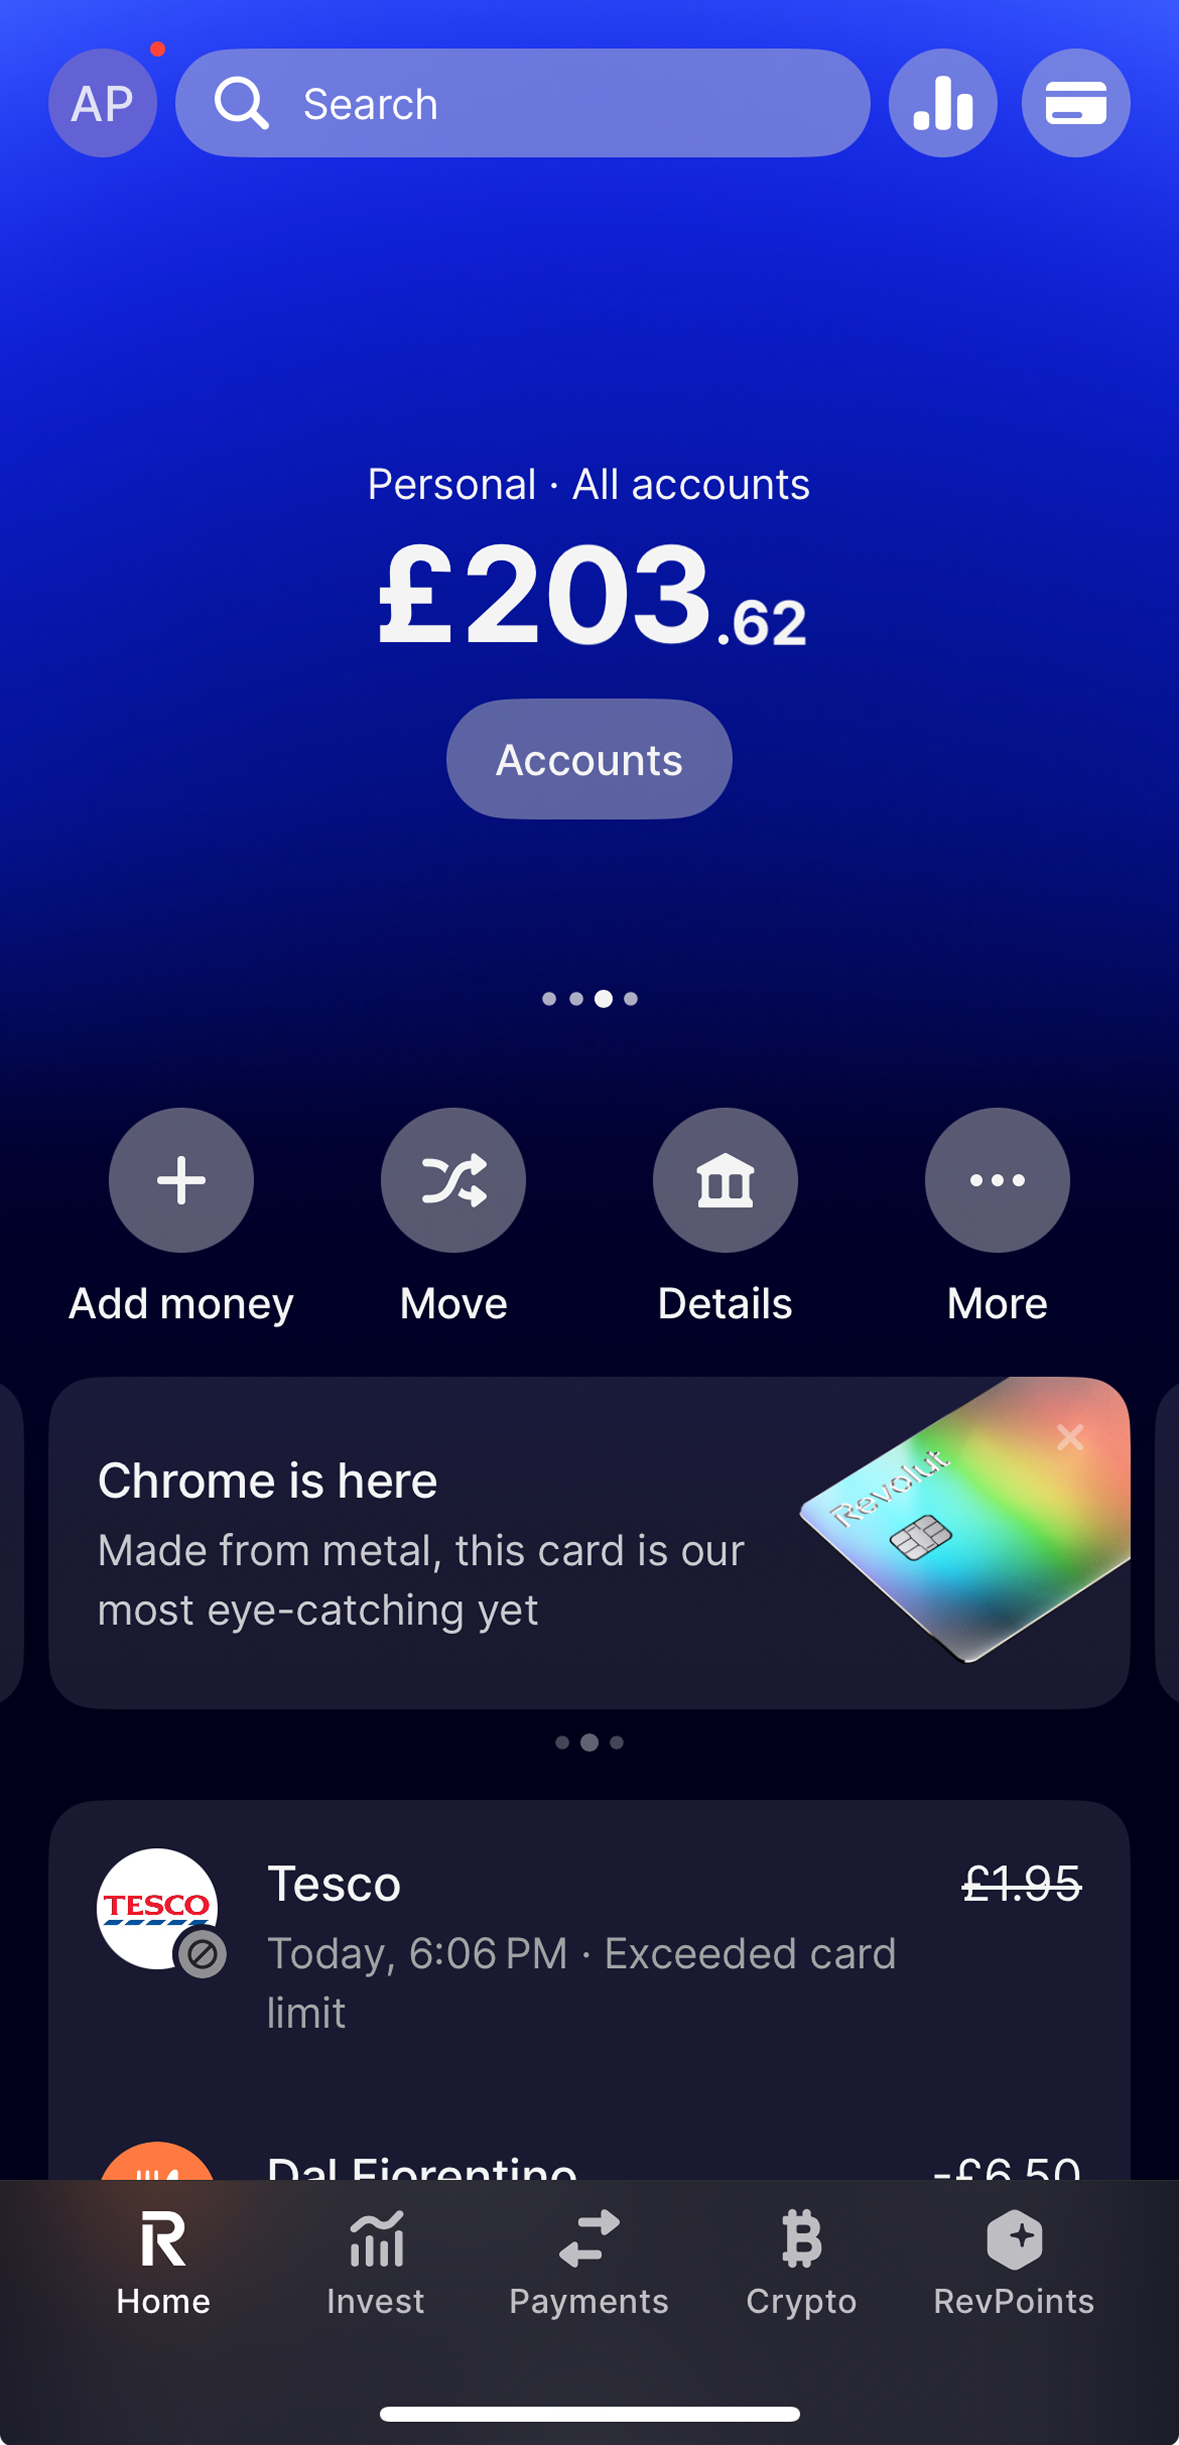 AP
Search
Personal · All accounts
£203.62
Accounts
Add money
Move
Details
More
Chrome is here
Made from metal, this card is our
most eye-catching yet
Revolut
TESCO
Tesco
£1.95
Today, 6:06 PM · Exceeded card
limit
Dal Fiorentino
-£6.50
Home
Invest
Payments
Crypto
RevPoints